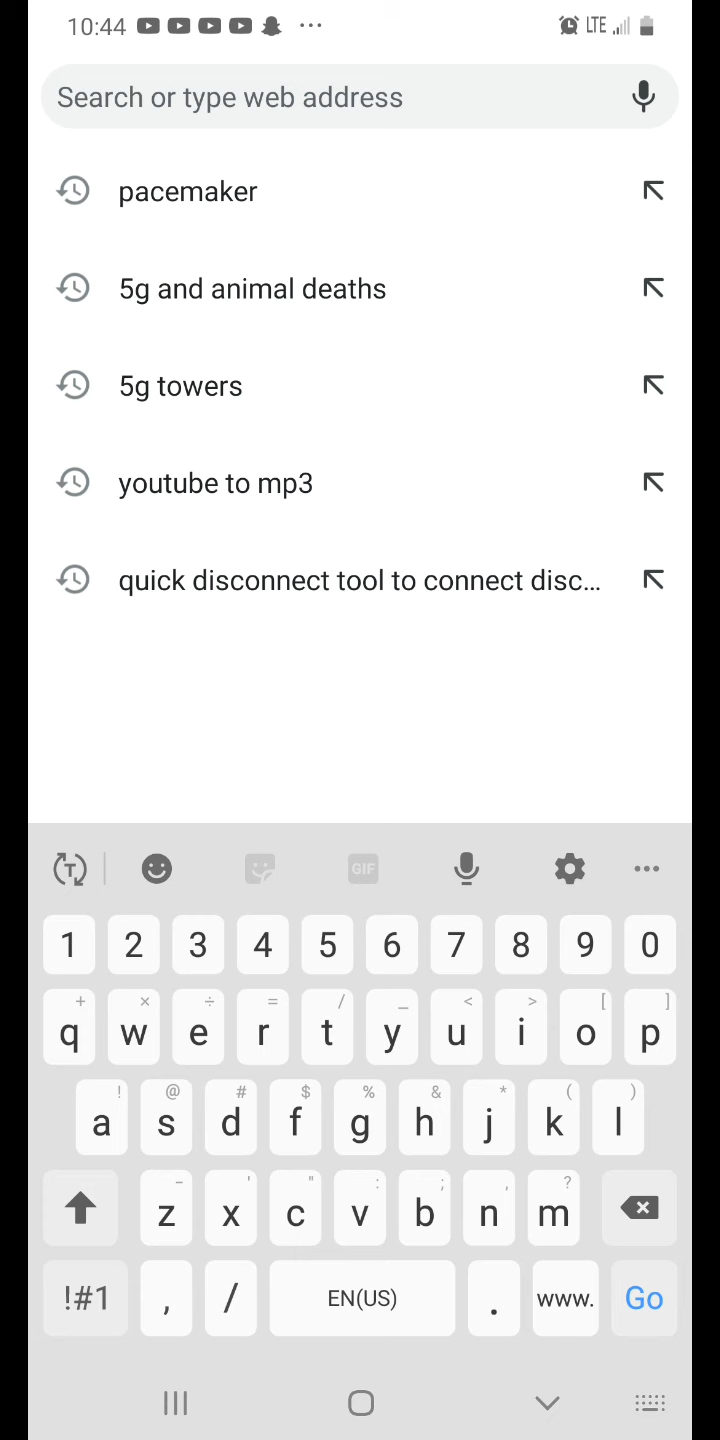 10:44 ... LTE
Search or type web address
pacemaker
5g and animal deaths
5g towers
youtube to mp3
quick disconnect tool to connect disc...
T GIF ...
1 2 3 4 5 6 7 8 9 0
+ × ÷ = / _ < > [ ]
q w e r t y u i o p
! @ # $ % & * ( )
a s d f g h j k l
- ' " : ; , ?
z x c v b n m
!#1 , / EN(US) . www. Go